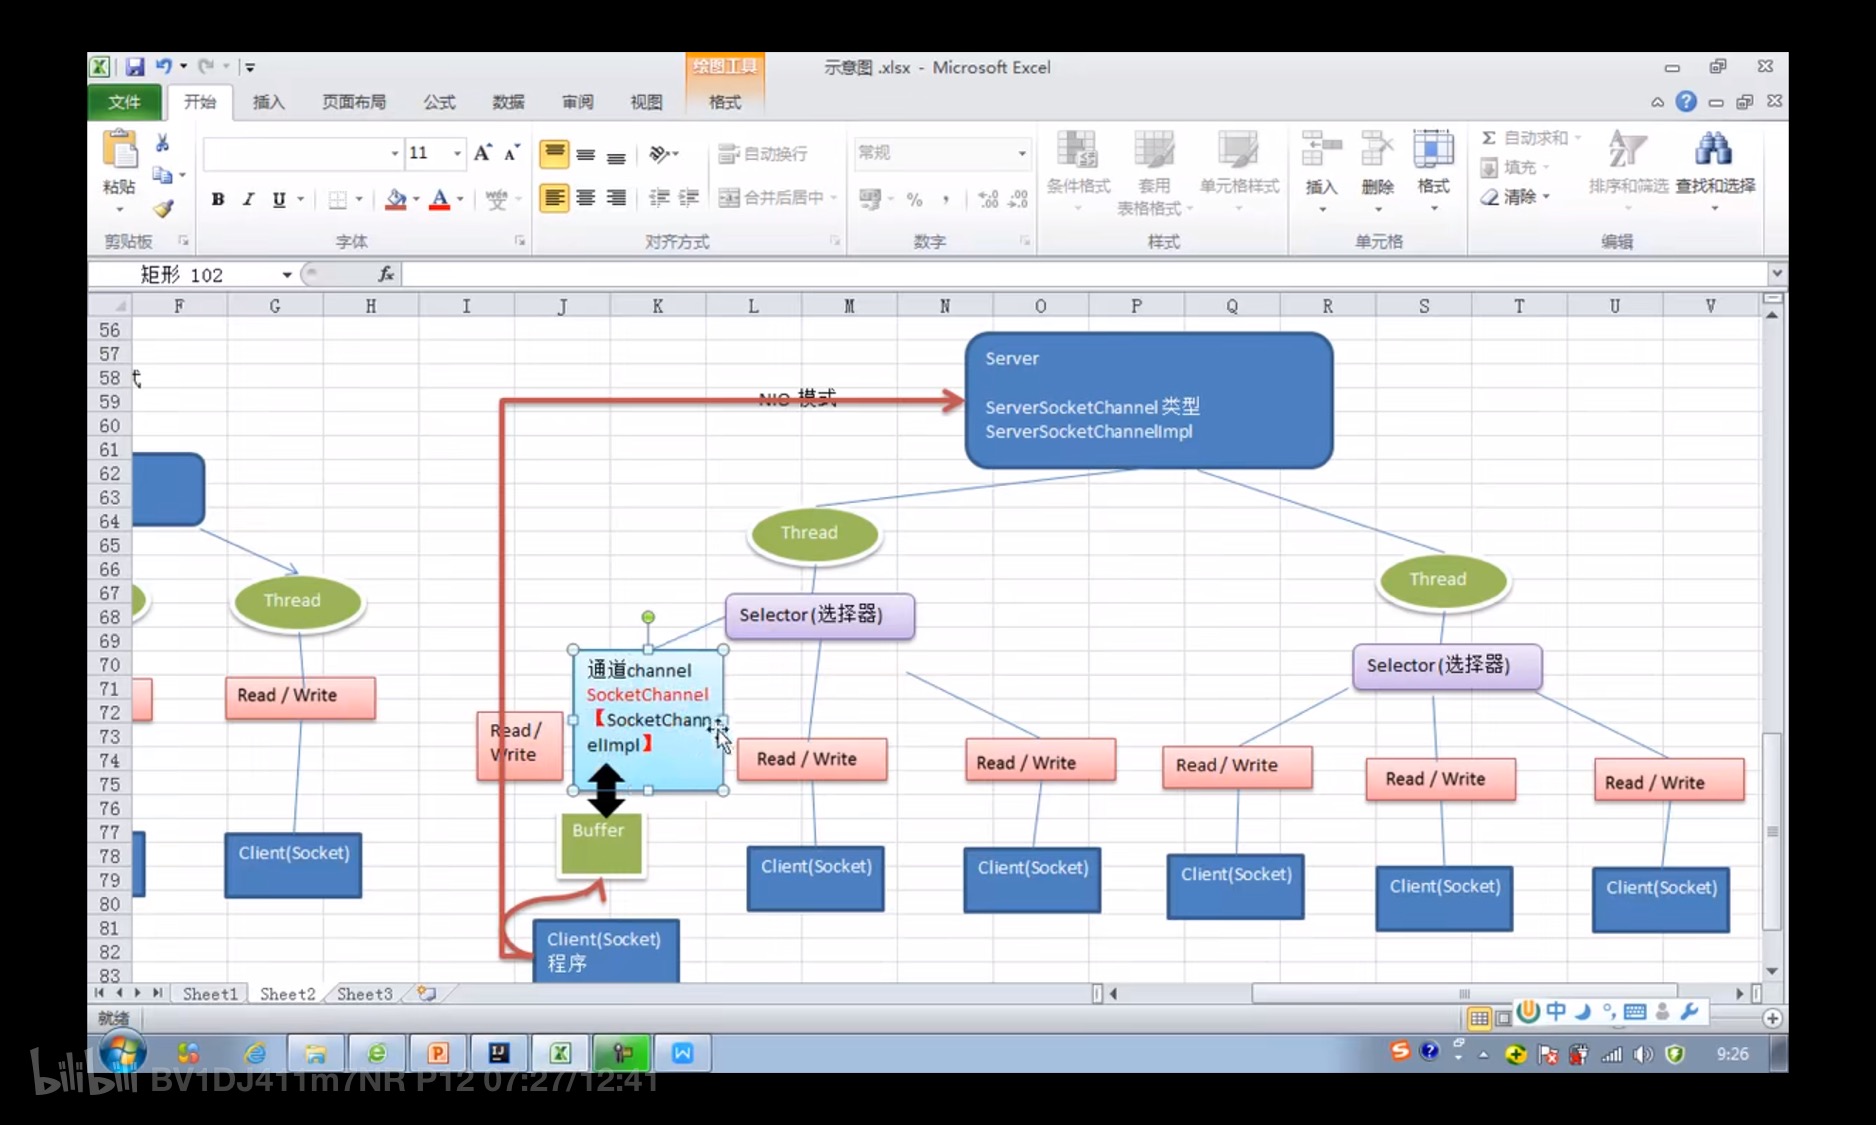 绘图工具
示意图 .xlsx - Microsoft Excel
文件 开始 插入 页面布局 公式 数据 审阅 视图 格式
粘贴
剪贴板
11
B I U
字体
自动换行
合并后居中
对齐方式
常规
数字
条件格式
套用
表格格式
单元格样式
样式
插入
删除
格式
单元格
Σ 自动求和
填充
清除
排序和筛选
查找和选择
编辑
矩形 102
fx
F G H I J K L M N O P Q R S T U V
56
57
58
59
60
61
62
63
64
65
66
67
68
69
70
71
72
73
74
75
76
77
78
79
80
81
82
83
式
NIO 模式
Server
ServerSocketChannel 类型
ServerSocketChannelImpl
Thread
Thread
Thread
Selector(选择器)
Selector(选择器)
通道channel
SocketChannel
【SocketChann
elImpl】
Read / Write
Read /
Write
Read / Write
Read / Write
Read / Write
Read / Write
Read / Write
Buffer
Client(Socket)
Client(Socket)
Client(Socket)
Client(Socket)
Client(Socket)
Client(Socket)
Client(Socket)
程序
Sheet1 Sheet2 Sheet3
就绪
中
9:26
bilibili BV1DJ411m7NR P12 07:27/12:41